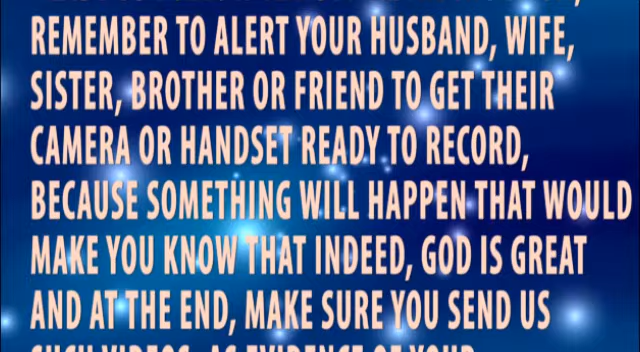 REMEMBER TO ALERT YOUR HUSBAND, WIFE,
SISTER, BROTHER OR FRIEND TO GET THEIR
CAMERA OR HANDSET READY TO RECORD,
BECAUSE SOMETHING WILL HAPPEN THAT WOULD
MAKE YOU KNOW THAT INDEED, GOD IS GREAT
AND AT THE END, MAKE SURE YOU SEND US
SUCH VIDEOS, AS EVIDENCE OF YOUR